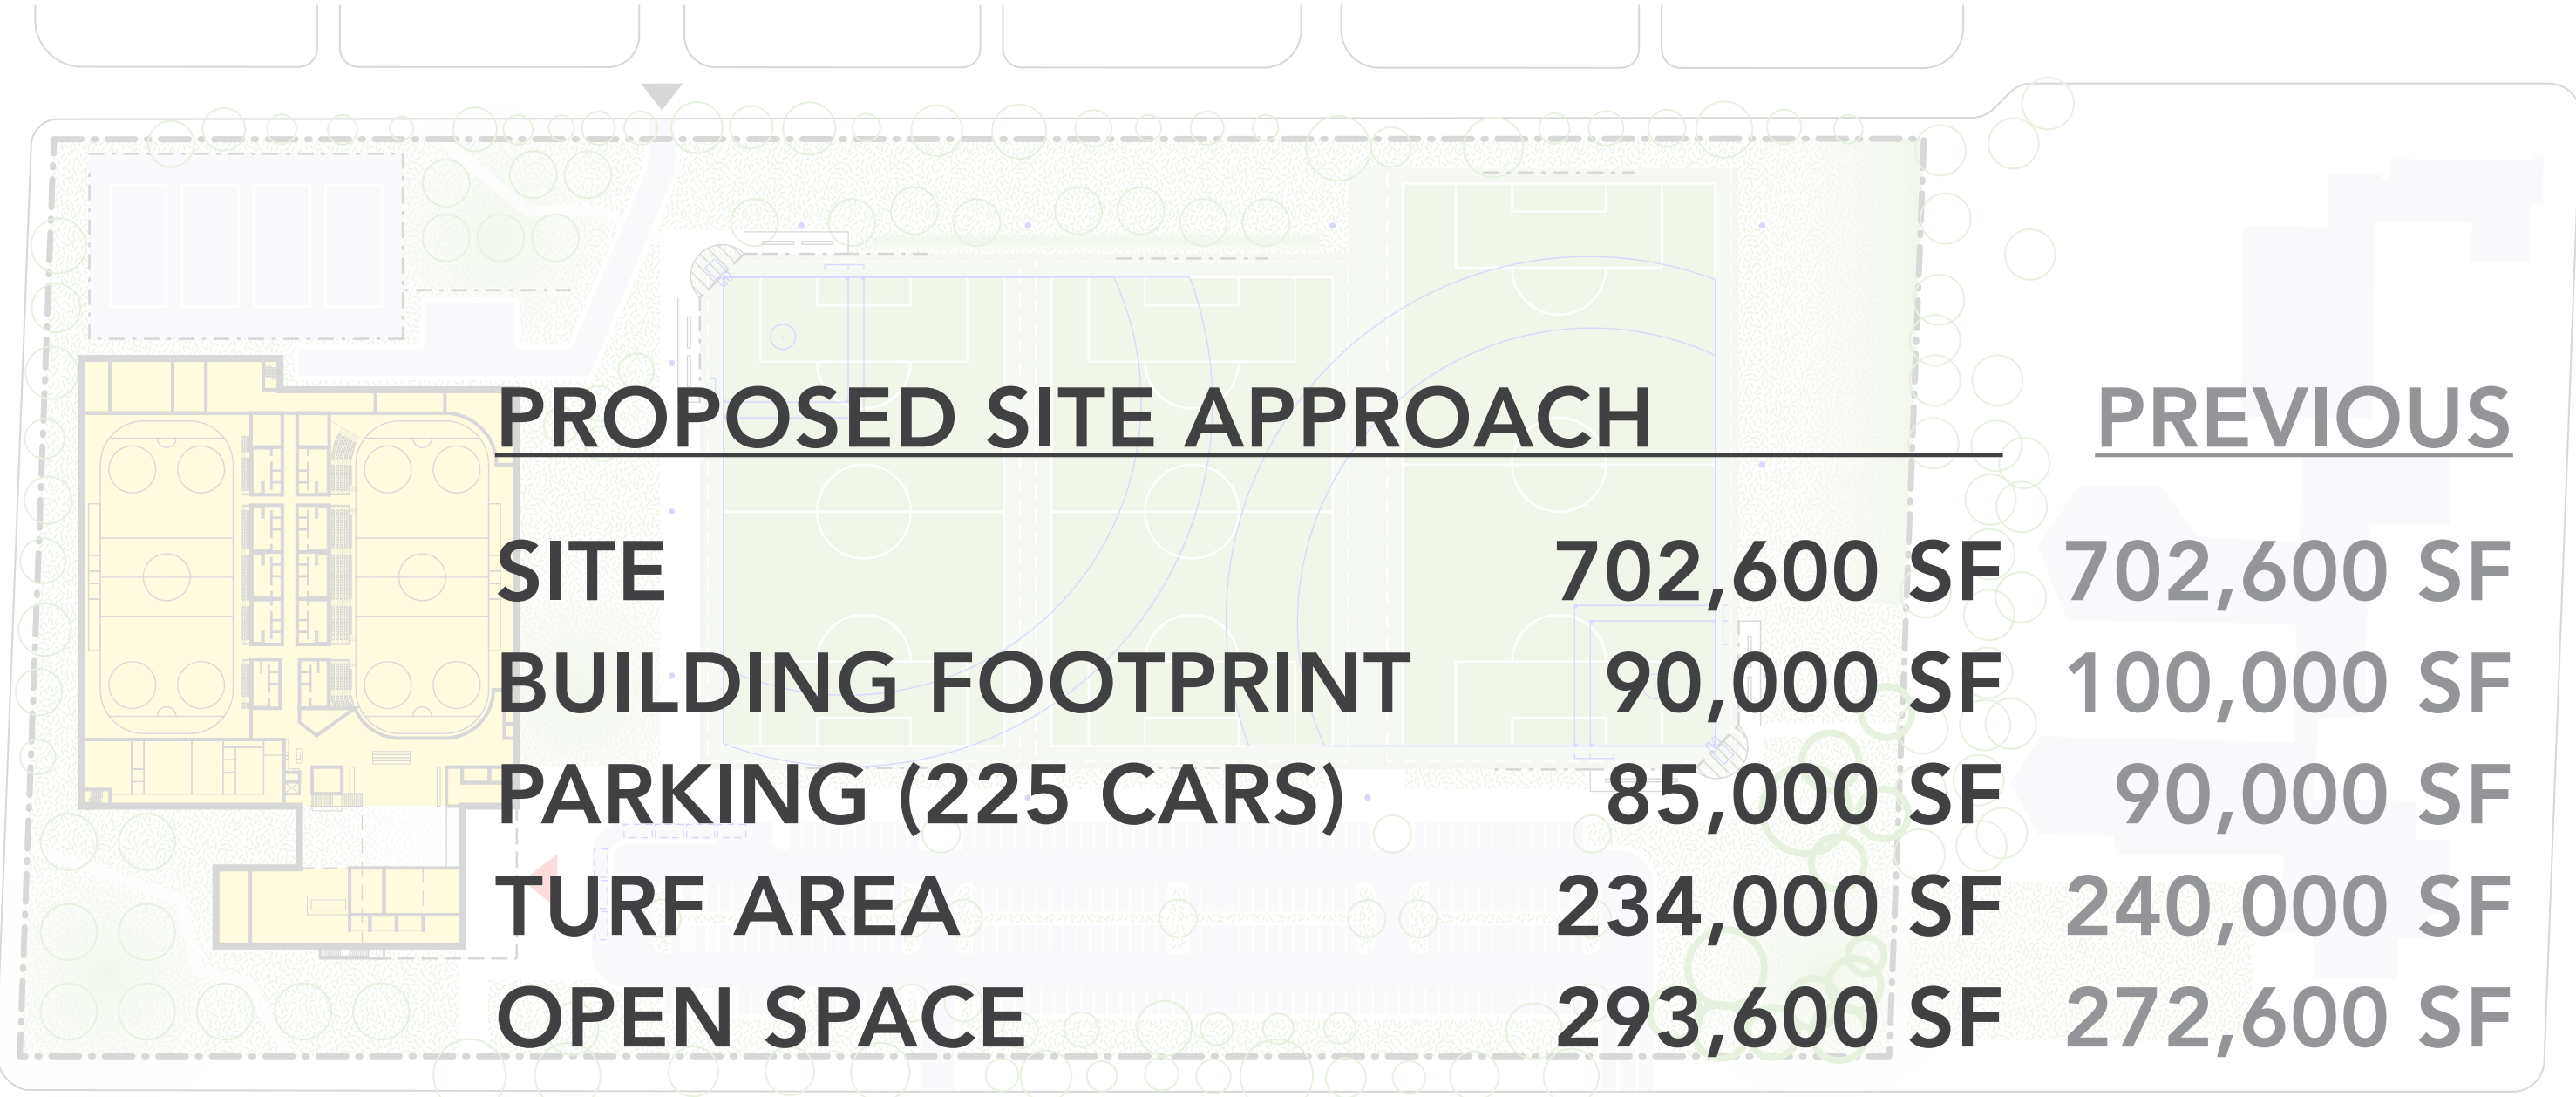 PROPOSED SITE APPROACH PREVIOUS
SITE 702,600 SF 702,600 SF
BUILDING FOOTPRINT 90,000 SF 100,000 SF
PARKING (225 CARS) 85,000 SF 90,000 SF
TURF AREA 234,000 SF 240,000 SF
OPEN SPACE 293,600 SF 272,600 SF